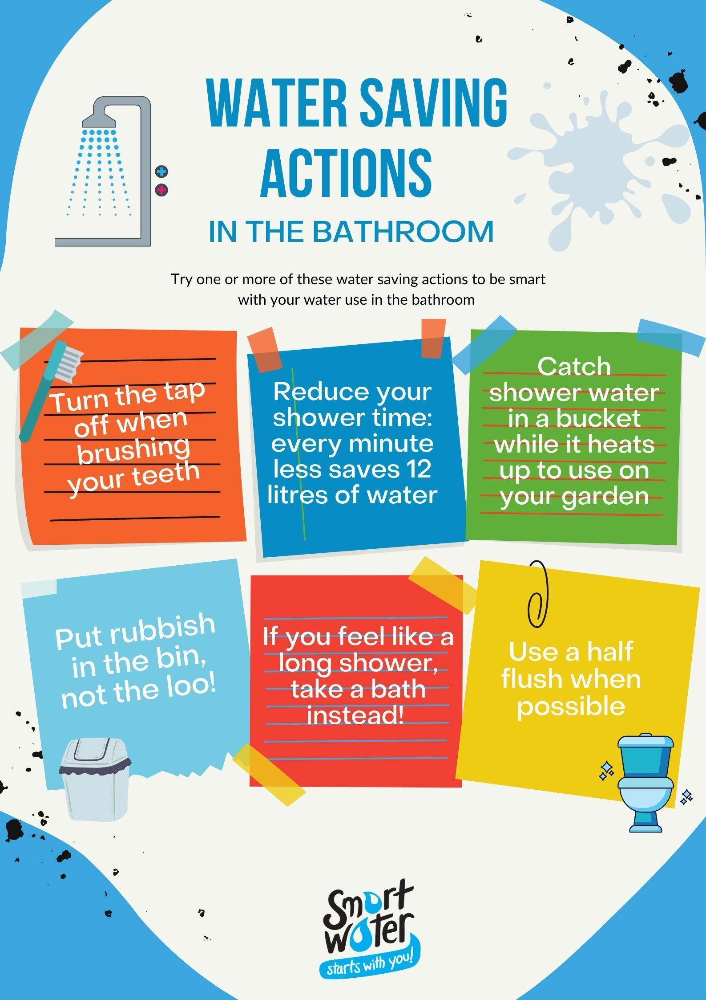 WATER SAVING
ACTIONS
IN THE BATHROOM
Try one or more of these water saving actions to be smart
with your water use in the bathroom
Turn the tap
off when
brushing
your teeth
Reduce your
shower time:
every minute
less saves 12
litres of water
Catch
shower water
in a bucket
while it heats
up to use on
your garden
Put rubbish
in the bin,
not the loo!
If you feel like a
long shower,
take a bath
instead!
Use a half
flush when
possible
Smart
water
starts with you!